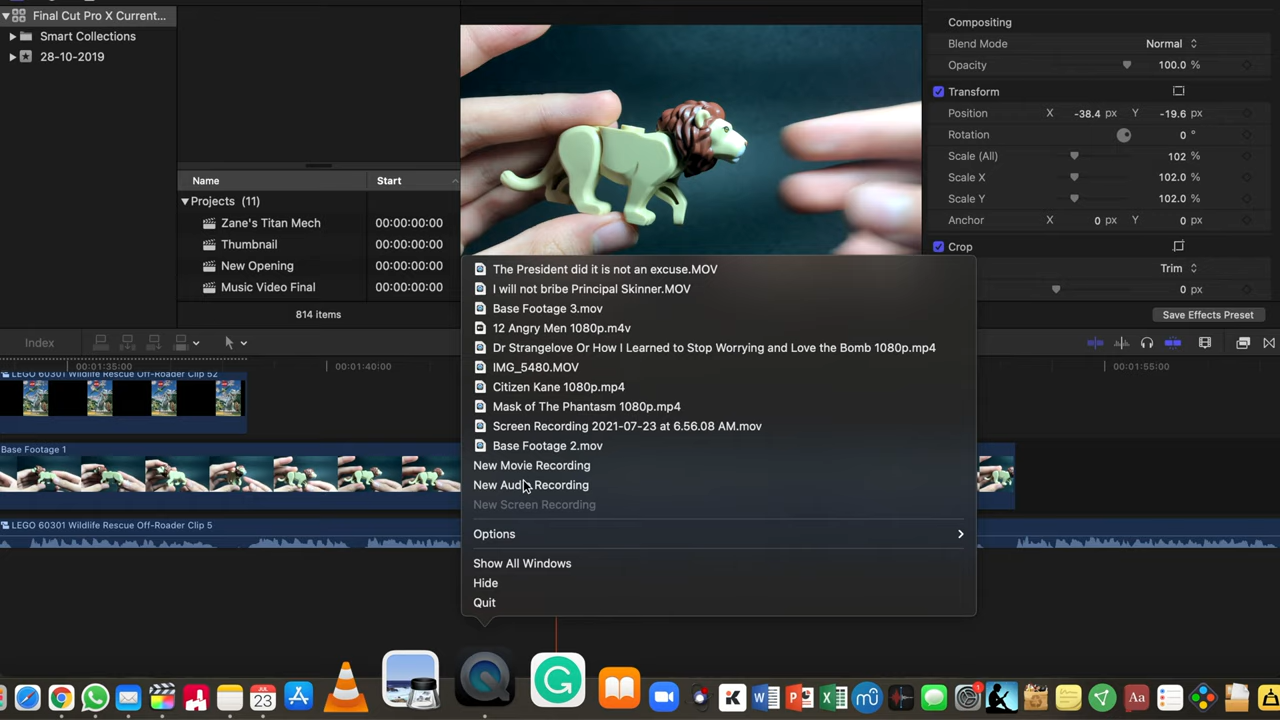 Final Cut Pro X Current...
Smart Collections
28-10-2019
Name Start
Projects (11)
Zane's Titan Mech 00:00:00:00
Thumbnail 00:00:00:00
New Opening 00:00:00:00
Music Video Final 00:00:00:00
814 items
Compositing
Blend Mode Normal
Opacity 100.0 %
Transform
Position X -38.4 px Y -19.6 px
Rotation 0 °
Scale (All) 102 %
Scale X 102.0 %
Scale Y 102.0 %
Anchor X 0 px Y 0 px
Crop
Trim
0 px
Save Effects Preset
Index
00:01:35:00 00:01:40:00 00:01:55:00
LEGO 60301 Wildlife Rescue Off-Roader Clip 52
Base Footage 1
LEGO 60301 Wildlife Rescue Off-Roader Clip 5
The President did it is not an excuse.MOV
I will not bribe Principal Skinner.MOV
Base Footage 3.mov
12 Angry Men 1080p.m4v
Dr Strangelove Or How I Learned to Stop Worrying and Love the Bomb 1080p.mp4
IMG_5480.MOV
Citizen Kane 1080p.mp4
Mask of The Phantasm 1080p.mp4
Screen Recording 2021-07-23 at 6.56.08 AM.mov
Base Footage 2.mov
New Movie Recording
New Audio Recording
New Screen Recording
Options
Show All Windows
Hide
Quit
JUL
23